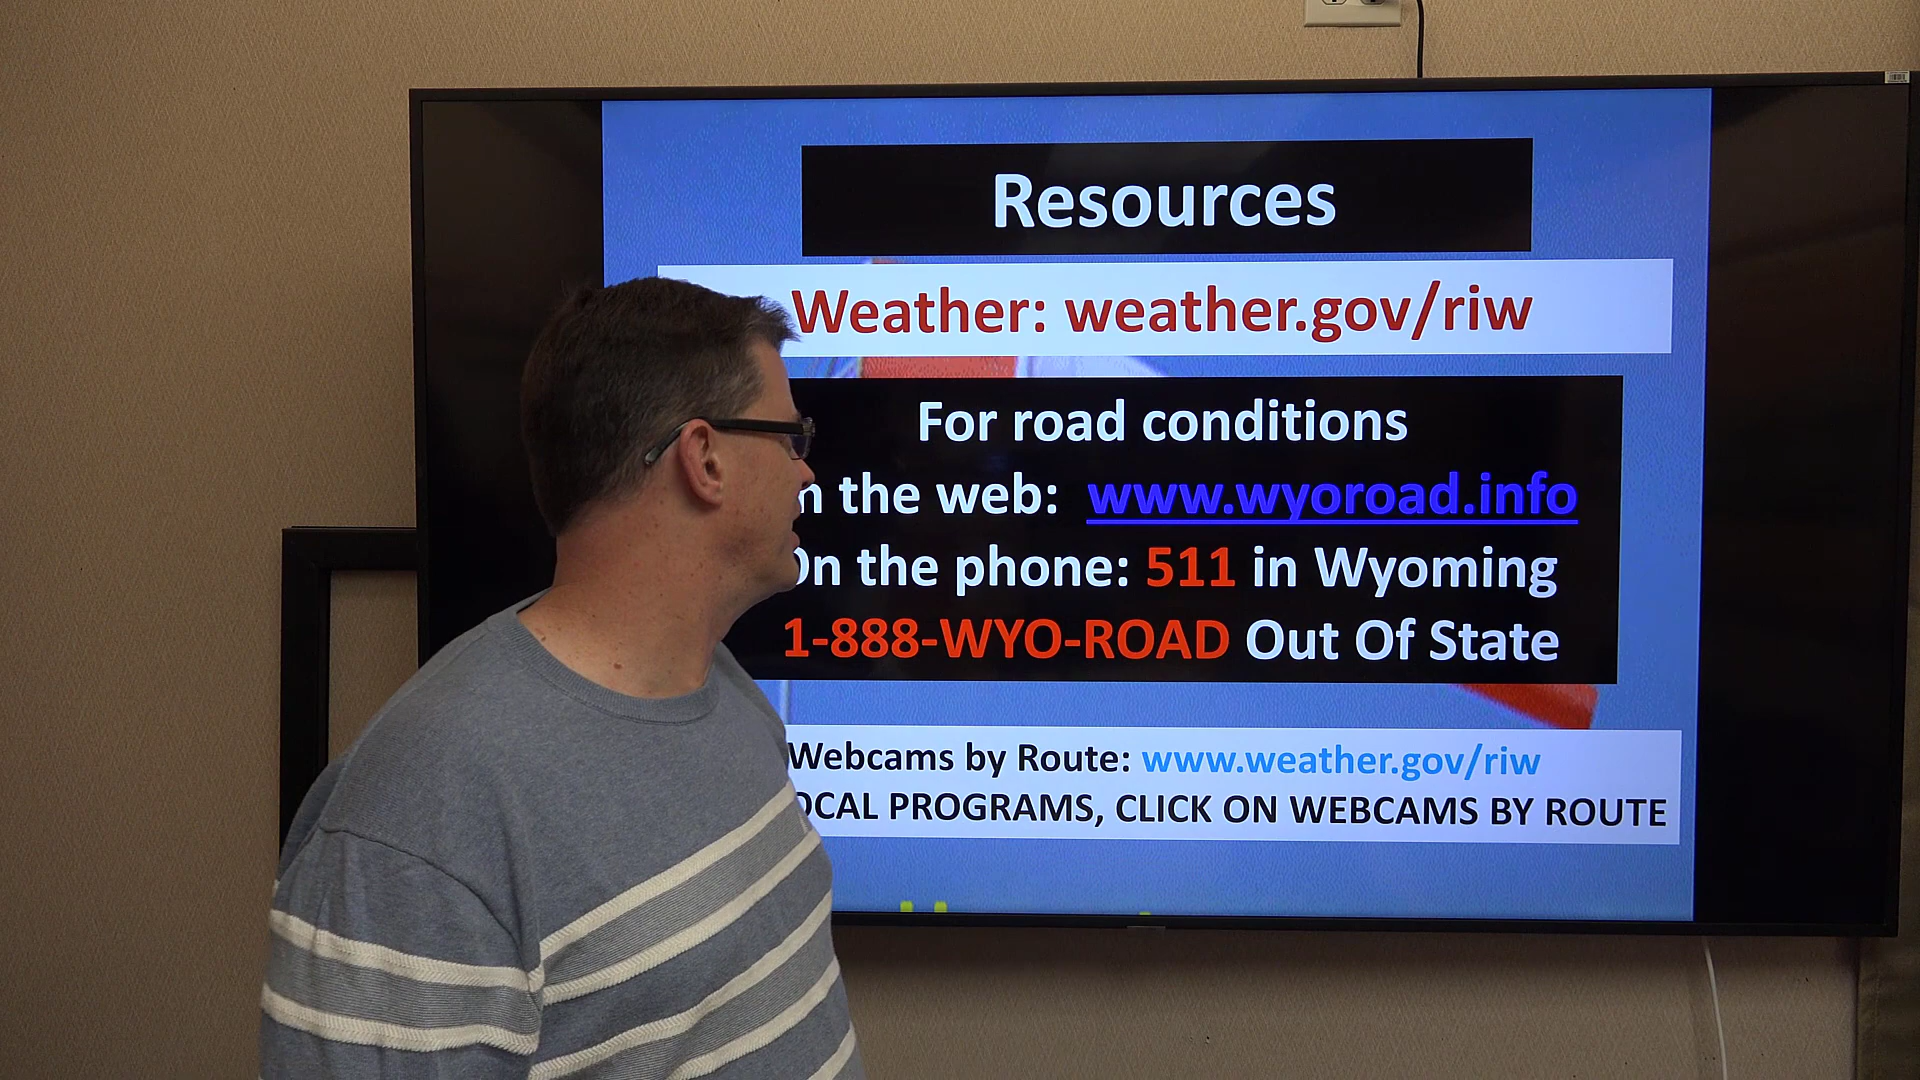 Resources
Weather: weather.gov/riw
For road conditions
the web: www.wyoroad.info
On the phone: 511 in Wyoming
1-888-WYO-ROAD Out Of State
Webcams by Route: www.weather.gov/riw
PROGRAMS, CLICK ON WEBCAMS BY ROUTE